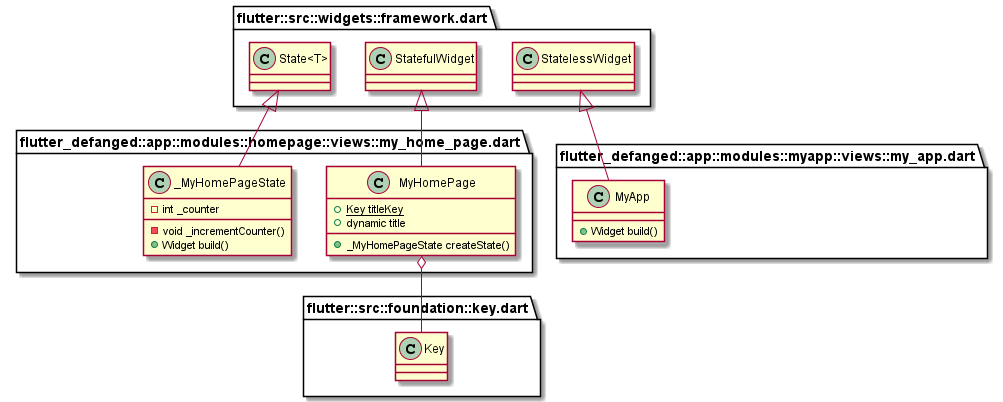 flutter::src::widgets::framework.dart
C State<T>
C StatefulWidget
C StatelessWidget
flutter_defanged::app::modules::homepage::views::my_home_page.dart
flutter_defanged::app::modules::myapp::views::my_app.dart
C _MyHomePageState
int _counter
void _incrementCounter()
Widget build()
C MyHomePage
Key titleKey
dynamic title
_MyHomePageState createState()
C MyApp
Widget build()
flutter::src::foundation::key.dart
C Key